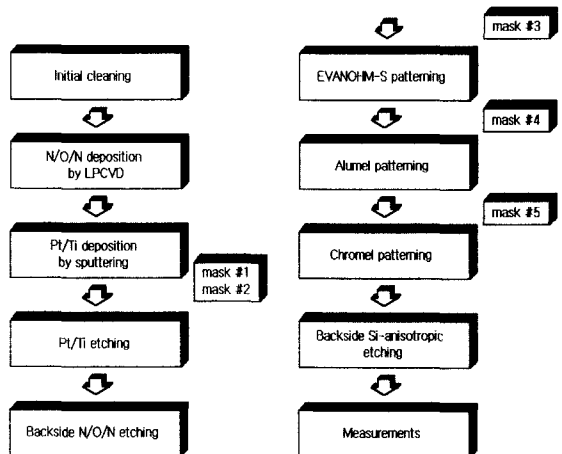 Initial cleaning
N/O/N deposition
by LPCVD
Pt/Ti deposition
by sputtering
mask #1
mask #2
Pt/Ti etching
Backside N/O/N etching
mask #3
EVANOHM-S patterning
mask #4
Alumel patterning
mask #5
Chromel patterning
Backside Si-anisotropic
etching
Measurements